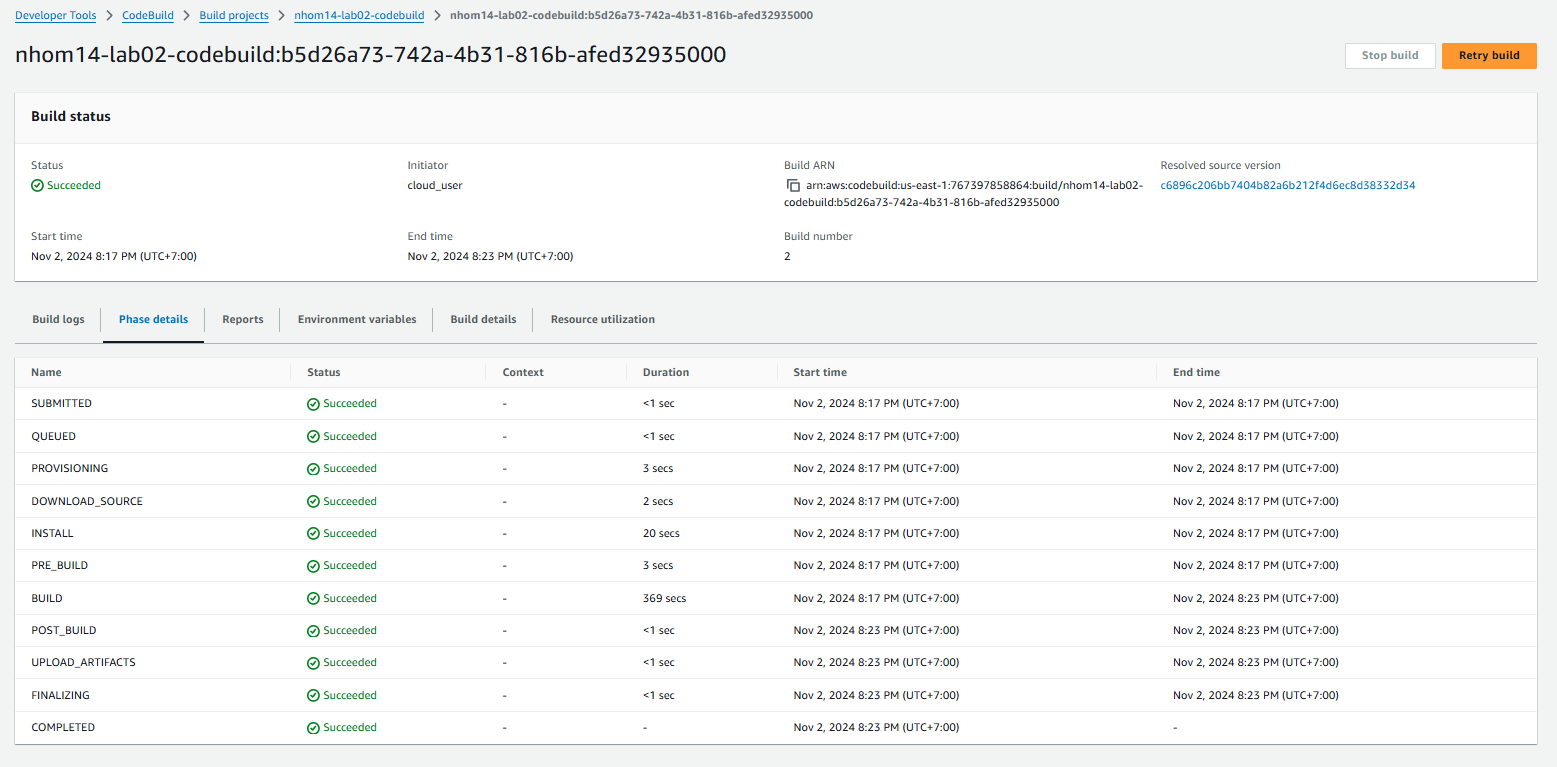 Developer Tools > CodeBuild > Build projects > nhom14-lab02-codebuild > nhom14-lab02-codebuild:b5d26a73-742a-4b31-816b-afed32935000
nhom14-lab02-codebuild:b5d26a73-742a-4b31-816b-afed32935000
Stop build Retry build
Build status
Status Initiator Build ARN Resolved source version
Succeeded cloud_user arn:aws:codebuild:us-east-1:767397858864:build/nhom14-lab02- c6896c206bb7404b82a6b212f4d6ec8d38332d34
codebuild:b5d26a73-742a-4b31-816b-afed32935000
Start time End time Build number
Nov 2, 2024 8:17 PM (UTC+7:00) Nov 2, 2024 8:23 PM (UTC+7:00) 2
Build logs Phase details Reports Environment variables Build details Resource utilization
Name Status Context Duration Start time End time
SUBMITTED Succeeded - <1 sec Nov 2, 2024 8:17 PM (UTC+7:00) Nov 2, 2024 8:17 PM (UTC+7:00)
QUEUED Succeeded - <1 sec Nov 2, 2024 8:17 PM (UTC+7:00) Nov 2, 2024 8:17 PM (UTC+7:00)
PROVISIONING Succeeded - 3 secs Nov 2, 2024 8:17 PM (UTC+7:00) Nov 2, 2024 8:17 PM (UTC+7:00)
DOWNLOAD_SOURCE Succeeded - 2 secs Nov 2, 2024 8:17 PM (UTC+7:00) Nov 2, 2024 8:17 PM (UTC+7:00)
INSTALL Succeeded - 20 secs Nov 2, 2024 8:17 PM (UTC+7:00) Nov 2, 2024 8:17 PM (UTC+7:00)
PRE_BUILD Succeeded - 3 secs Nov 2, 2024 8:17 PM (UTC+7:00) Nov 2, 2024 8:17 PM (UTC+7:00)
BUILD Succeeded - 369 secs Nov 2, 2024 8:17 PM (UTC+7:00) Nov 2, 2024 8:23 PM (UTC+7:00)
POST_BUILD Succeeded - <1 sec Nov 2, 2024 8:23 PM (UTC+7:00) Nov 2, 2024 8:23 PM (UTC+7:00)
UPLOAD_ARTIFACTS Succeeded - <1 sec Nov 2, 2024 8:23 PM (UTC+7:00) Nov 2, 2024 8:23 PM (UTC+7:00)
FINALIZING Succeeded - <1 sec Nov 2, 2024 8:23 PM (UTC+7:00) Nov 2, 2024 8:23 PM (UTC+7:00)
COMPLETED Succeeded - - Nov 2, 2024 8:23 PM (UTC+7:00) -